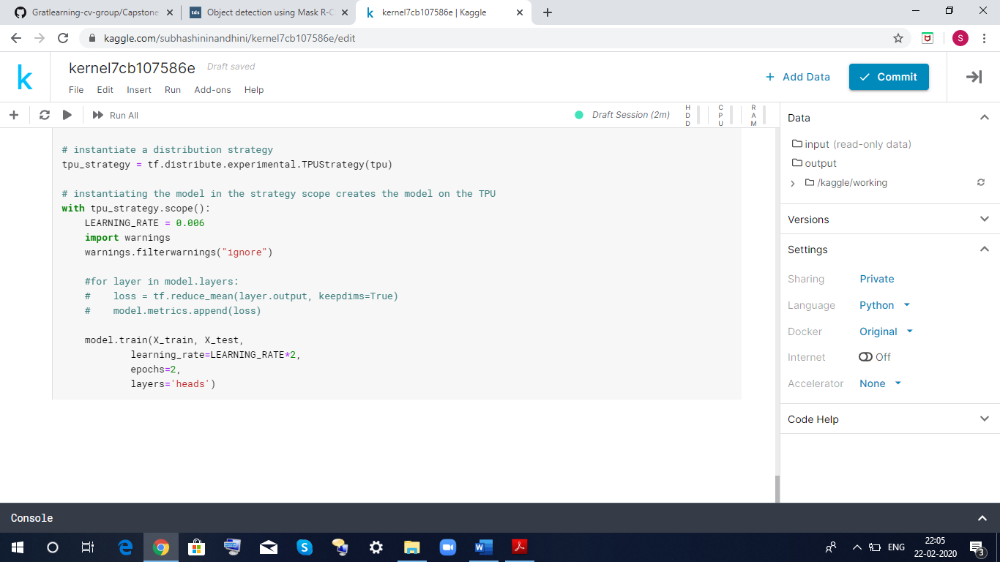 Gratlearning-cv-group/Capstone
tds
Object detection using Mask R-C
kernel7cb107586e | Kaggle
kaggle.com/subhashininandhini/kernel7cb107586e/edit
S
k
kernel7cb107586e
Draft saved
File Edit Insert Run Add-ons Help
+ Add Data
Commit
Run All
Draft Session (2m)
HDD
CPU
RAM
# instantiate a distribution strategy
tpu_strategy = tf.distribute.experimental.TPUStrategy(tpu)
# instantiating the model in the strategy scope creates the model on the TPU
with tpu_strategy.scope():
    LEARNING_RATE = 0.006
    import warnings
    warnings.filterwarnings("ignore")
    #for layer in model.layers:
    #    loss = tf.reduce_mean(layer.output, keepdims=True)
    #    model.metrics.append(loss)
    model.train(X_train, X_test,
            learning_rate=LEARNING_RATE*2,
            epochs=2,
            layers='heads')
Data
input (read-only data)
output
/kaggle/working
Versions
Settings
Sharing Private
Language Python
Docker Original
Internet Off
Accelerator None
Code Help
Console
ENG
22:05
22-02-2020
3